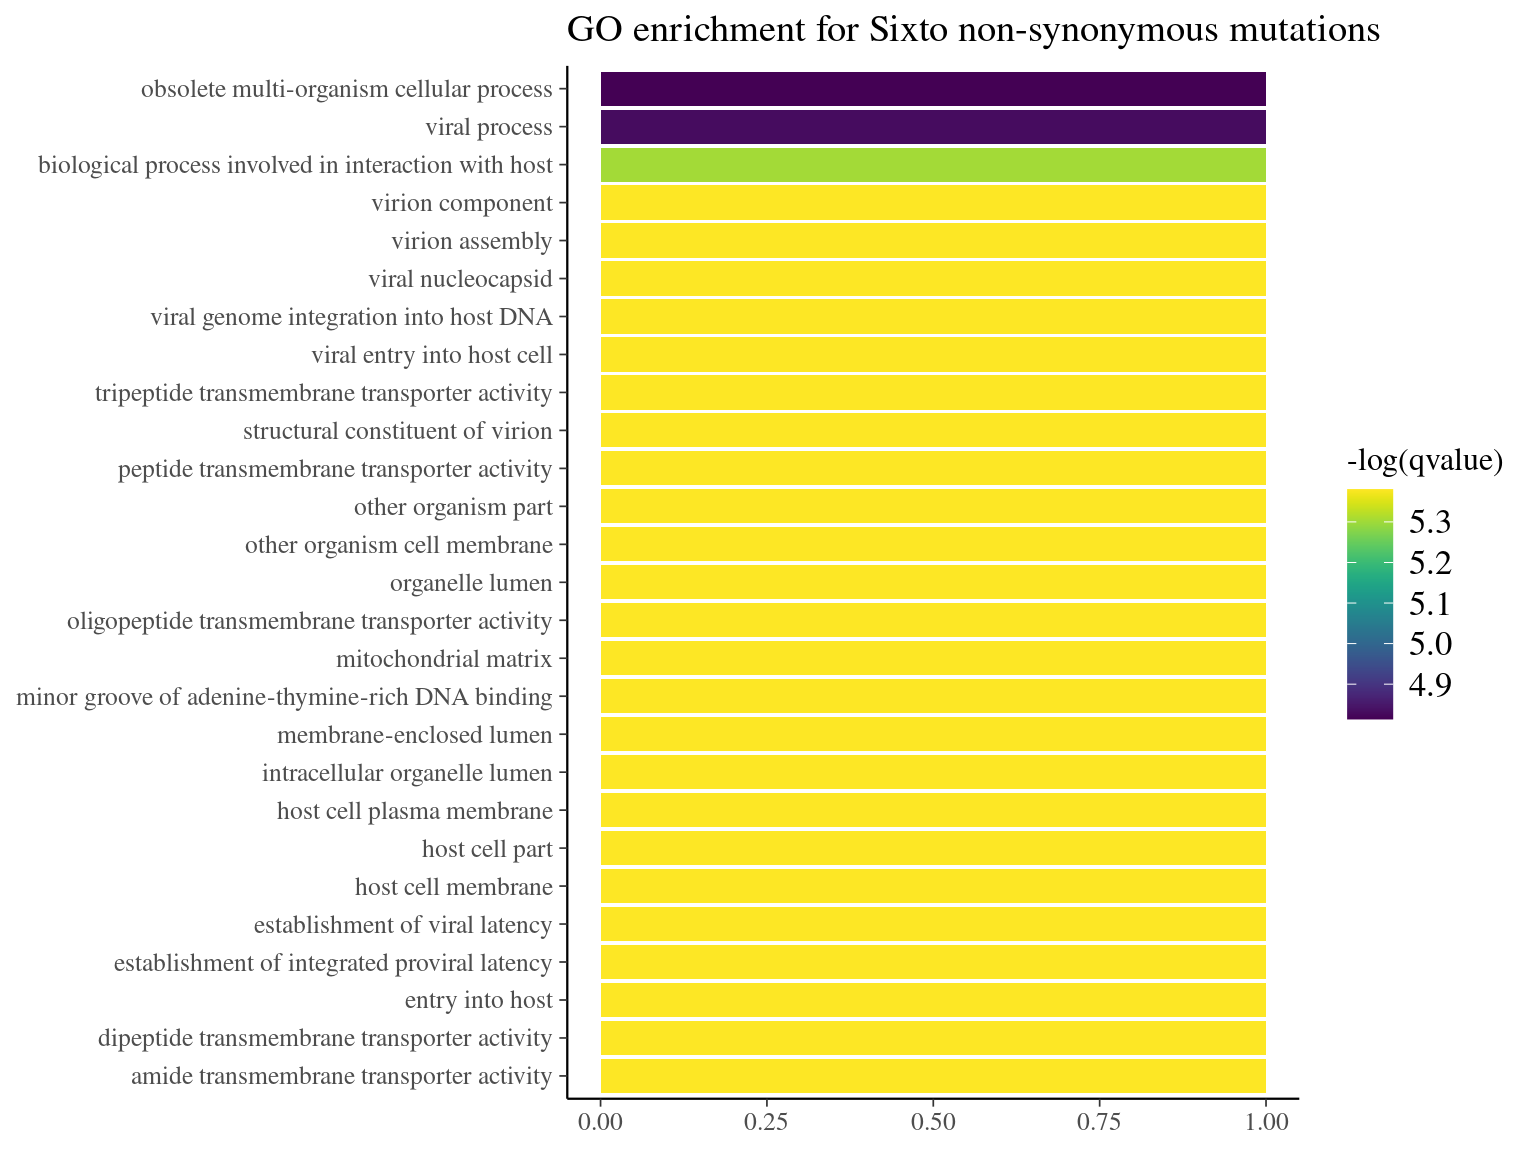 GO enrichment for Sixto non-synonymous mutations
obsolete multi-organism cellular process
viral process
biological process involved in interaction with host
virion component
virion assembly
viral nucleocapsid
viral genome integration into host DNA
viral entry into host cell
tripeptide transmembrane transporter activity
structural constituent of virion
peptide transmembrane transporter activity
other organism part
other organism cell membrane
organelle lumen
oligopeptide transmembrane transporter activity
mitochondrial matrix
minor groove of adenine-thymine-rich DNA binding
membrane-enclosed lumen
intracellular organelle lumen
host cell plasma membrane
host cell part
host cell membrane
establishment of viral latency
establishment of integrated proviral latency
entry into host
dipeptide transmembrane transporter activity
amide transmembrane transporter activity
0.00 0.25 0.50 0.75 1.00
-log(qvalue)
5.3
5.2
5.1
5.0
4.9